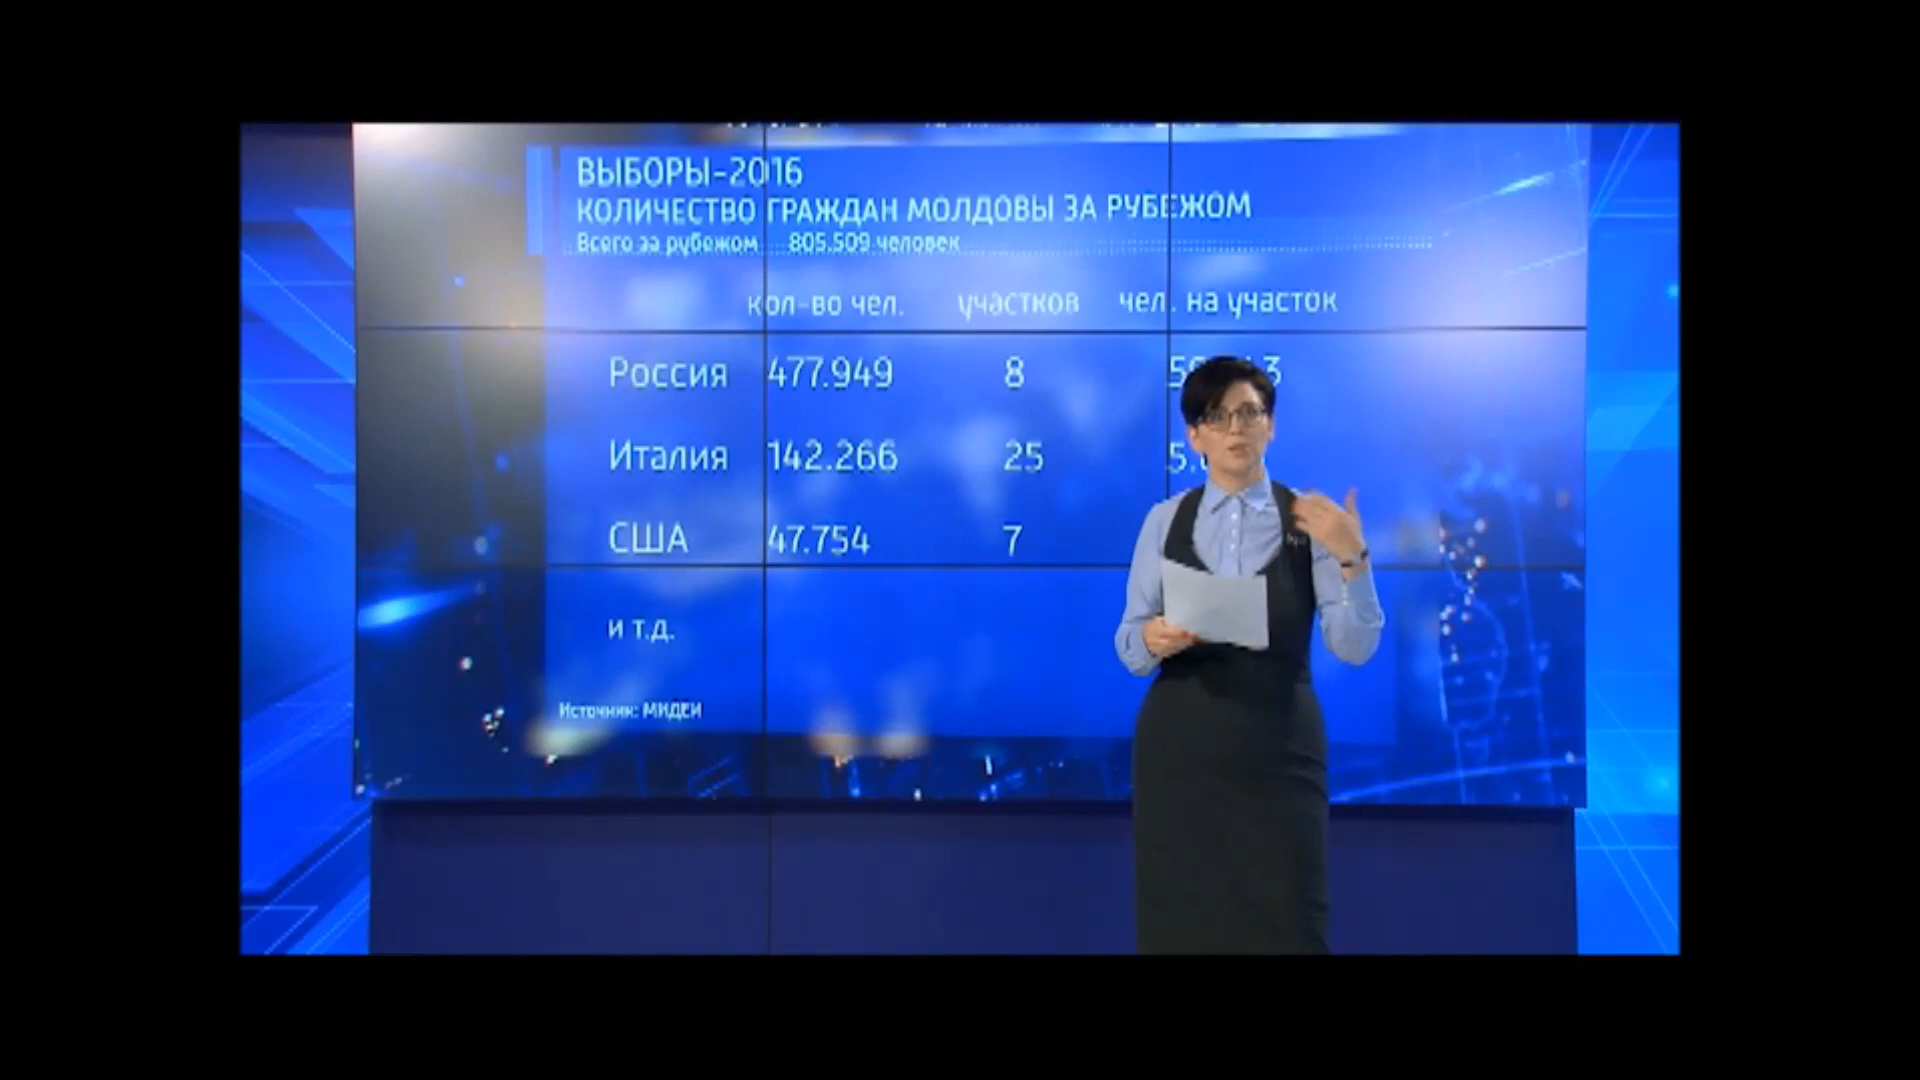 ВЫБОРЫ-2016
КОЛИЧЕСТВО ГРАЖДАН МОЛДОВЫ ЗА РУБЕЖОМ
Всего за рубежом 805.509 человек
кол-во чел. участков чел. на участок
Россия 477.949 8
Италия 142.266 25
США 47.754 7
и т.д.
Источник: МИДЕИ